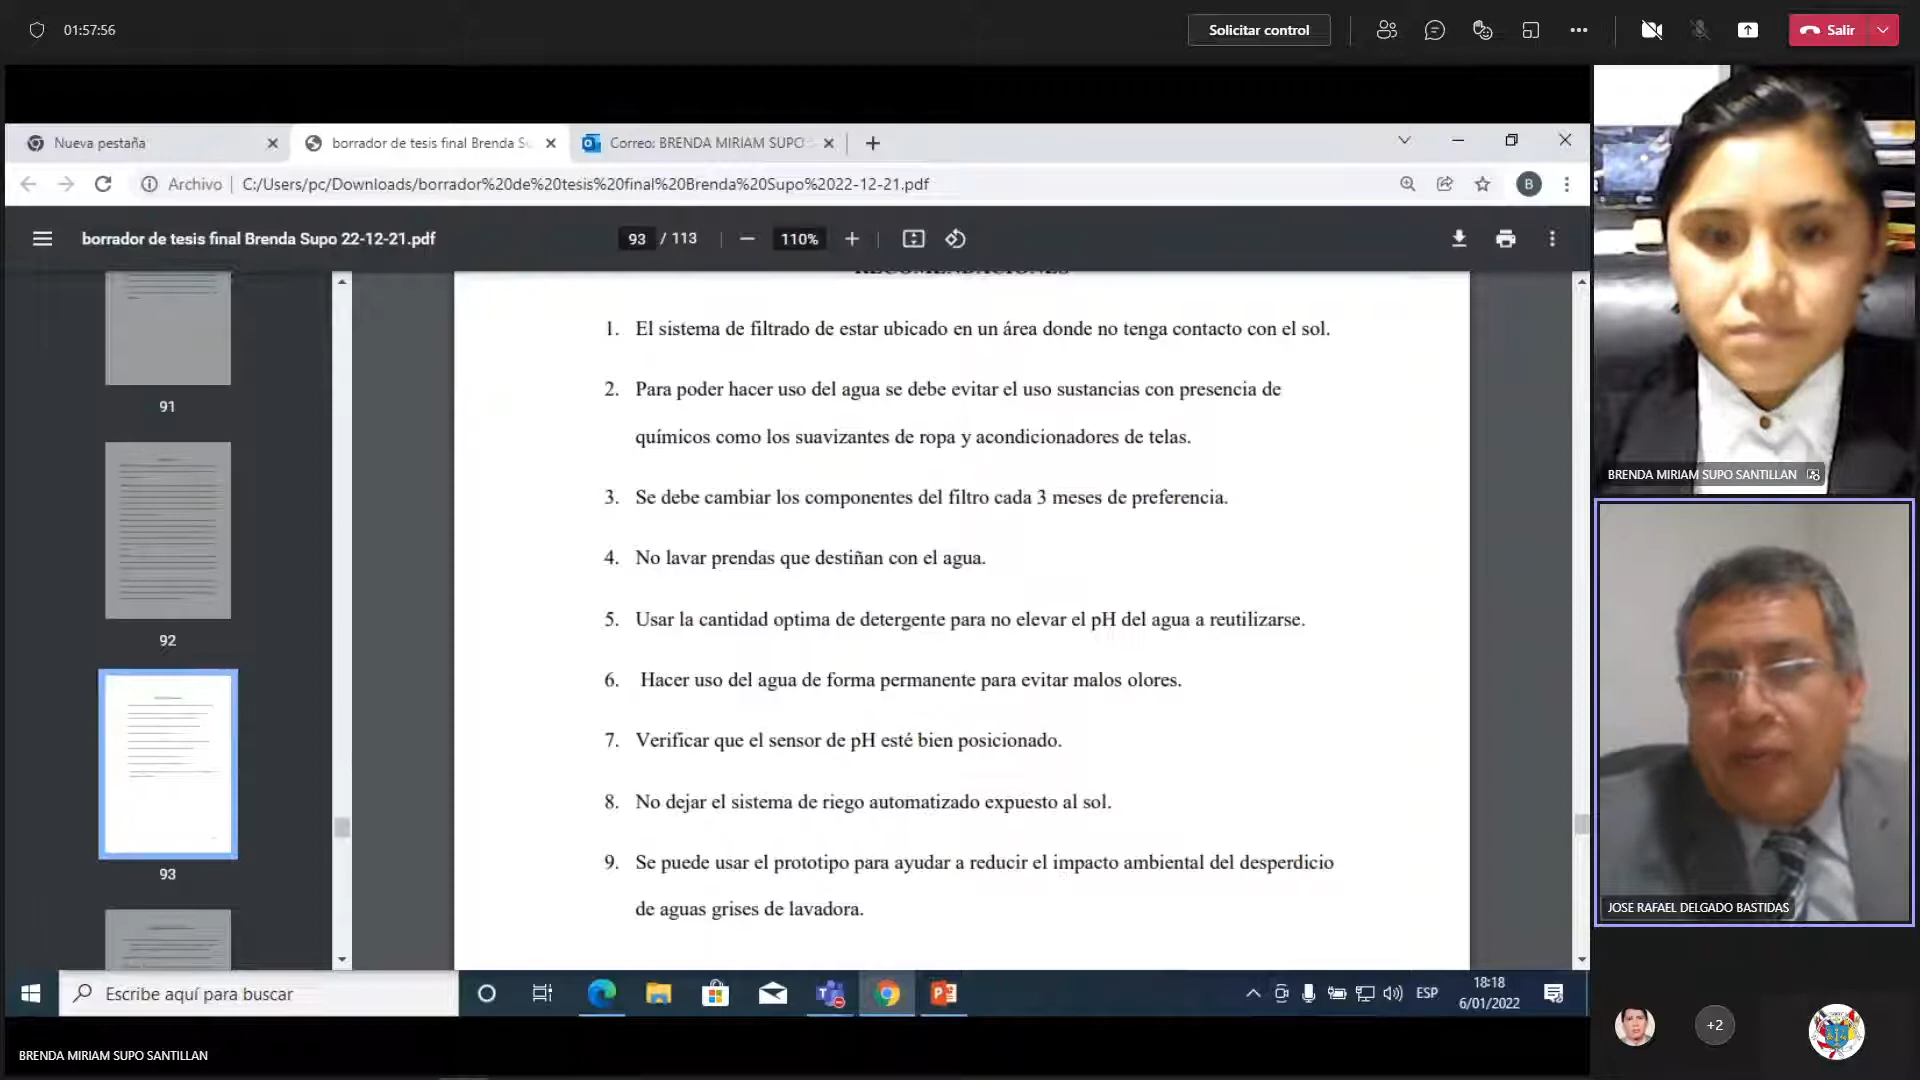 01:57:56
Solicitar control
Salir
Nueva pestaña
borrador de tesis final Brenda Su
Correo: BRENDA MIRIAM SUPO S
Archivo
C:/Users/pc/Downloads/borrador%20de%20tesis%20final%20Brenda%20Supo%2022-12-21.pdf
B
borrador de tesis final Brenda Supo 22-12-21.pdf
93 / 113
110%
RECOMENDACIONES
1. El sistema de filtrado de estar ubicado en un área donde no tenga contacto con el sol.
2. Para poder hacer uso del agua se debe evitar el uso sustancias con presencia de
químicos como los suavizantes de ropa y acondicionadores de telas.
3. Se debe cambiar los componentes del filtro cada 3 meses de preferencia.
4. No lavar prendas que destiñan con el agua.
5. Usar la cantidad optima de detergente para no elevar el pH del agua a reutilizarse.
6. Hacer uso del agua de forma permanente para evitar malos olores.
7. Verificar que el sensor de pH esté bien posicionado.
8. No dejar el sistema de riego automatizado expuesto al sol.
9. Se puede usar el prototipo para ayudar a reducir el impacto ambiental del desperdicio
de aguas grises de lavadora.
91
92
93
BRENDA MIRIAM SUPO SANTILLAN
JOSE RAFAEL DELGADO BASTIDAS
Escribe aquí para buscar
ESP
18:18
6/01/2022
+2
BRENDA MIRIAM SUPO SANTILLAN